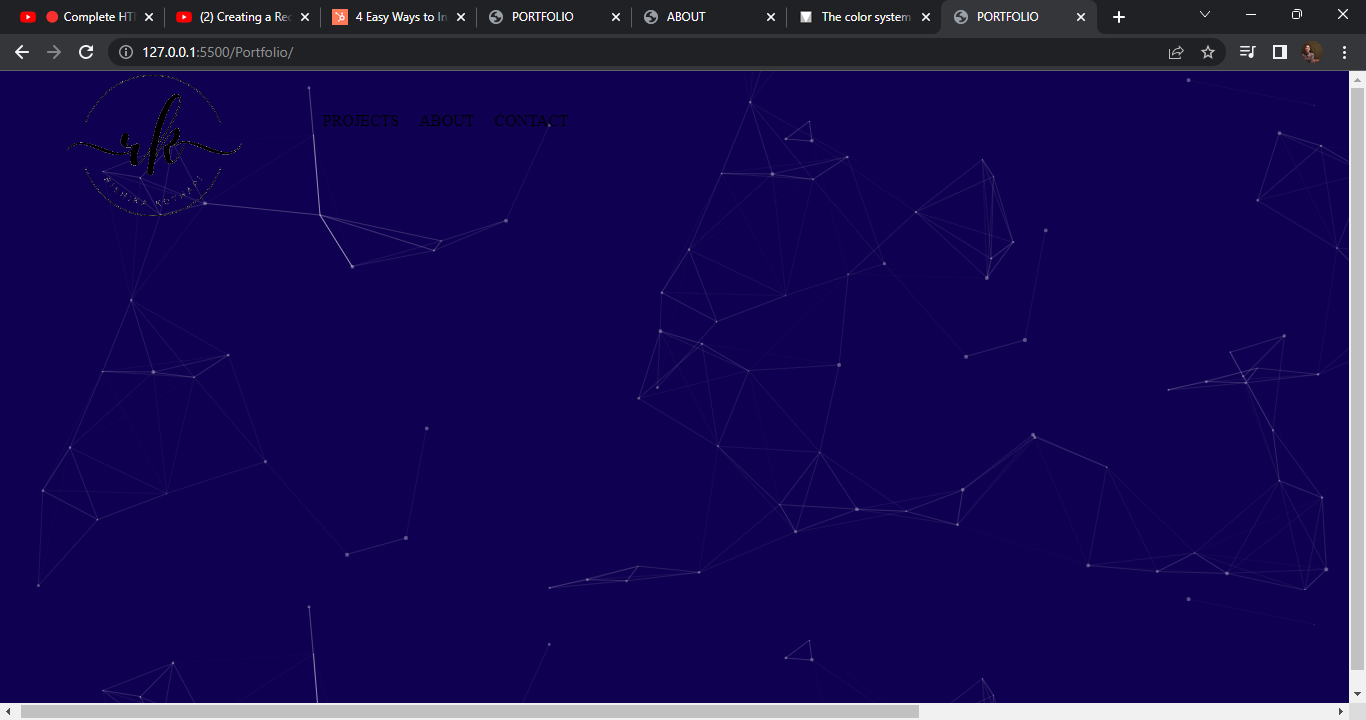 Complete HT
(2) Creating a Re
4 Easy Ways to In
PORTFOLIO
ABOUT
The color system
PORTFOLIO
127.0.0.1:5500/Portfolio/
PROJECTS ABOUT CONTACT
rk